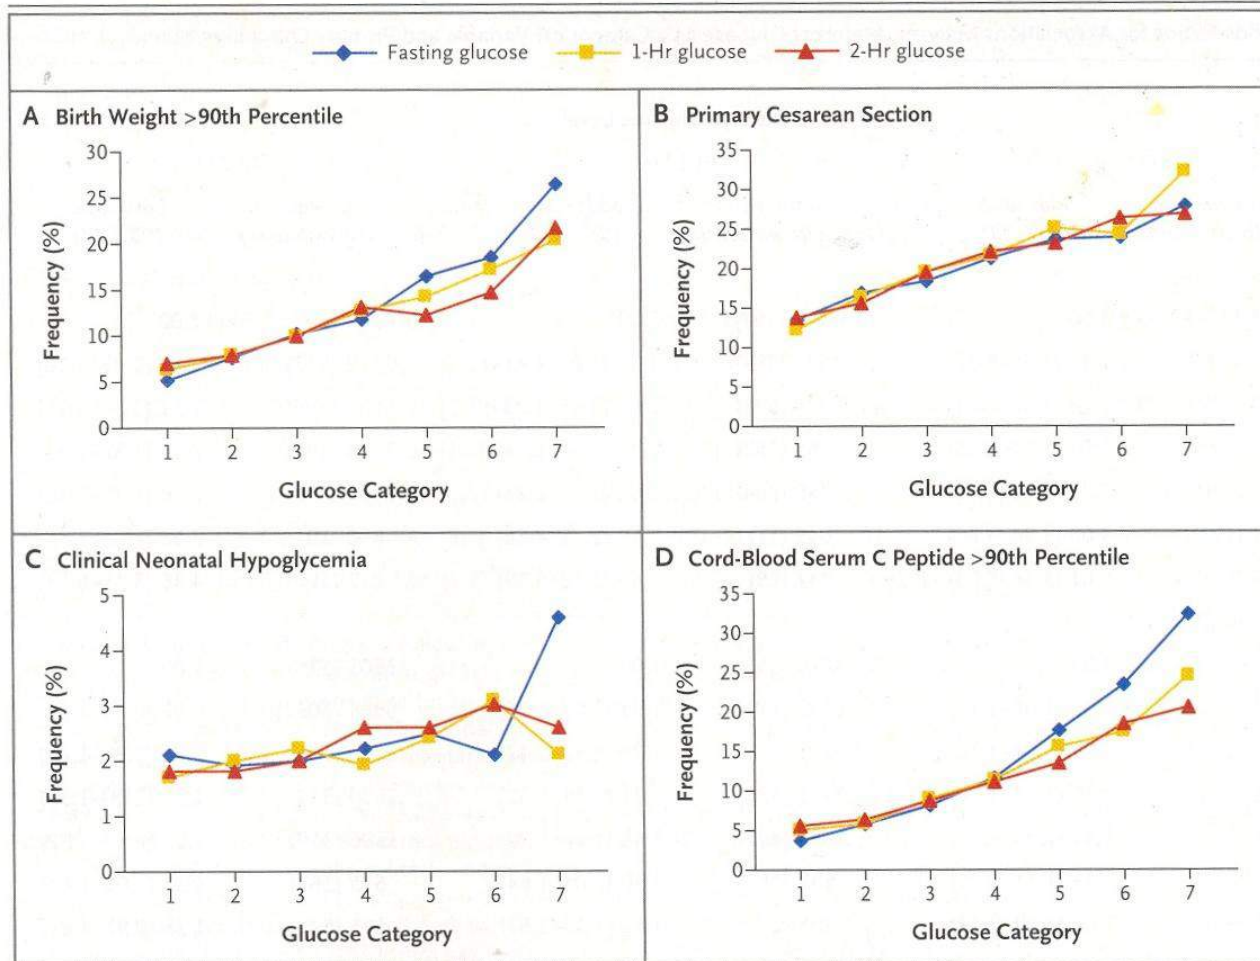 Fasting glucose 1-Hr glucose 2-Hr glucose
A Birth Weight >90th Percentile
30
25
20
15
10
5
0
Frequency (%)
1 2 3 4 5 6 7
Glucose Category
B Primary Cesarean Section
35
30
25
20
15
10
5
0
Frequency (%)
1 2 3 4 5 6 7
Glucose Category
C Clinical Neonatal Hypoglycemia
5
4
3
2
1
0
Frequency (%)
1 2 3 4 5 6 7
Glucose Category
D Cord-Blood Serum C Peptide >90th Percentile
35
30
25
20
15
10
5
0
Frequency (%)
1 2 3 4 5 6 7
Glucose Category